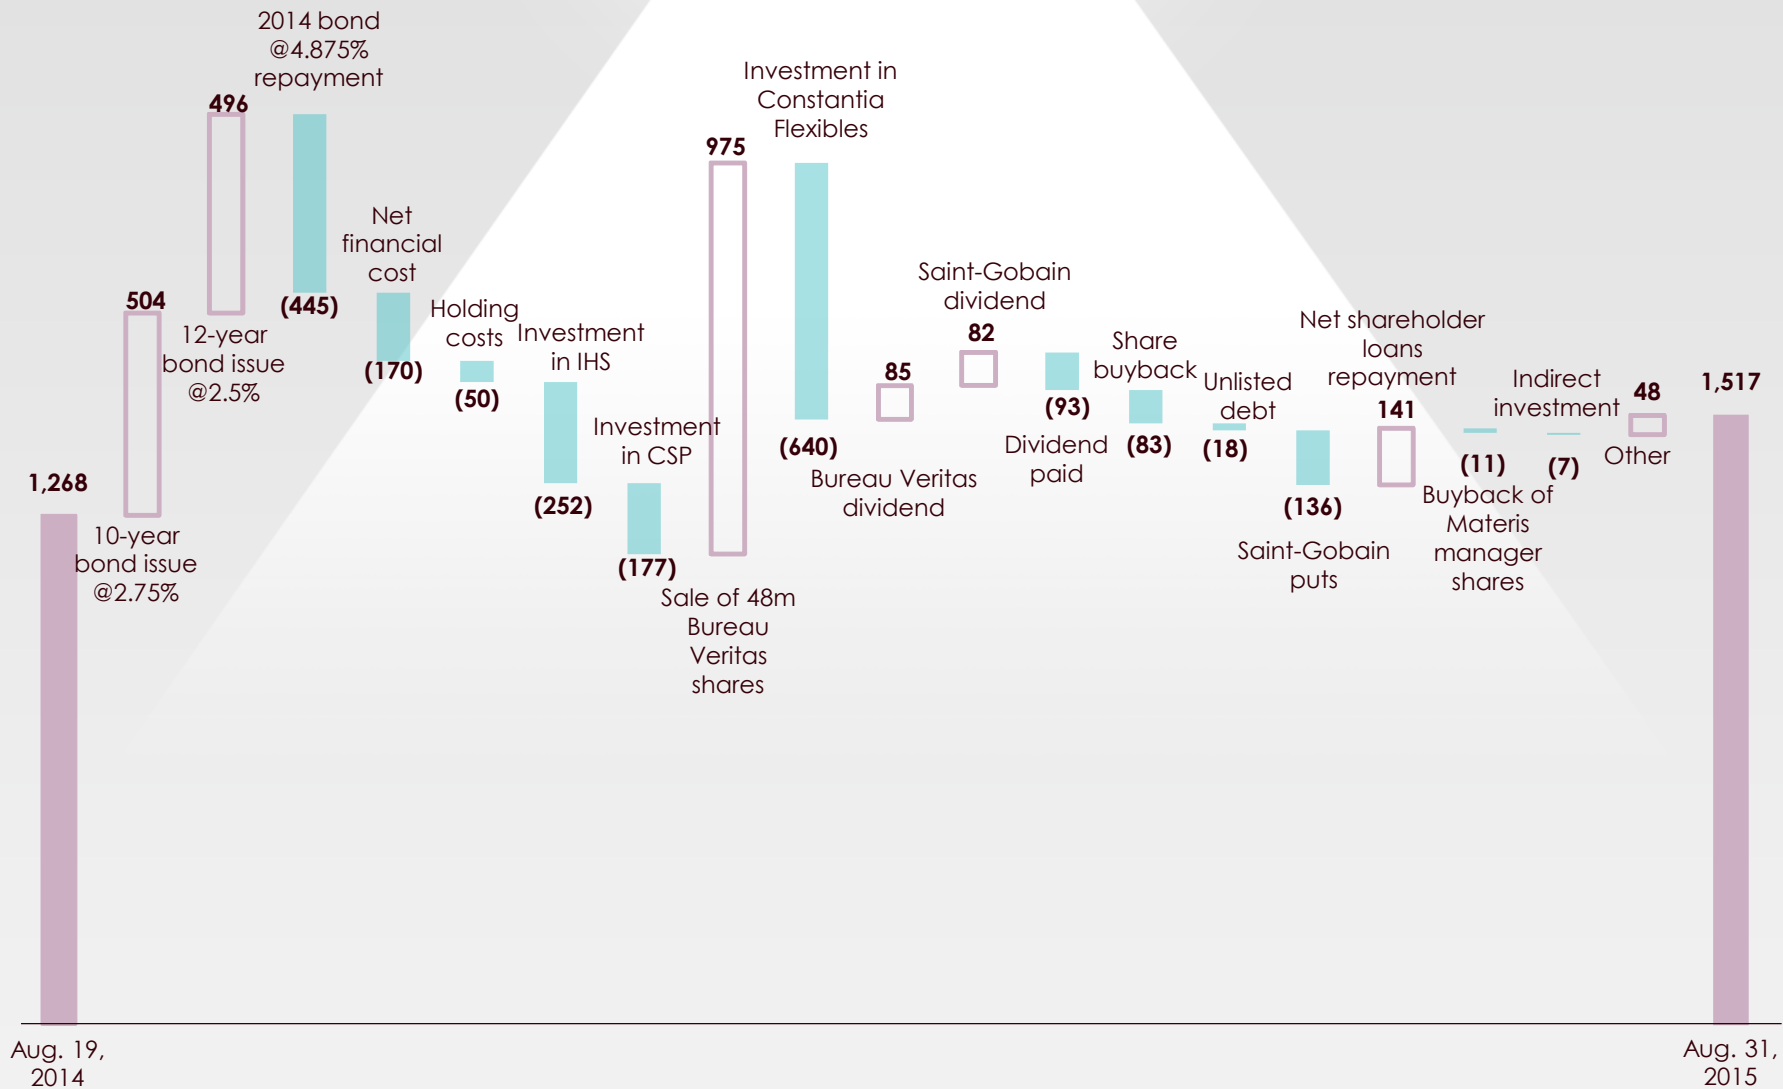 2014 bond
@4.875%
repayment
Investment in
Constantia
Flexibles
496
975
Net
financial
cost
Saint-Gobain
dividend
504
(445)
Holding
costs
Investment
in IHS
12-year
bond issue
@2.5%
82
Share
buyback
Net shareholder
loans
repayment
(170)
85
Unlisted
debt
Indirect
investment
1,517
(50)
(93)
48
Investment
in CSP
(640)
Dividend
paid
(83)
(18)
141
(11)
(7)
Other
1,268
Bureau Veritas
dividend
(252)
(136)
Buyback of
Materis
manager
shares
10-year
bond issue
@2.75%
(177)
Saint-Gobain
puts
Sale of 48m
Bureau
Veritas
shares
Aug. 19,
2014
Aug. 31,
2015